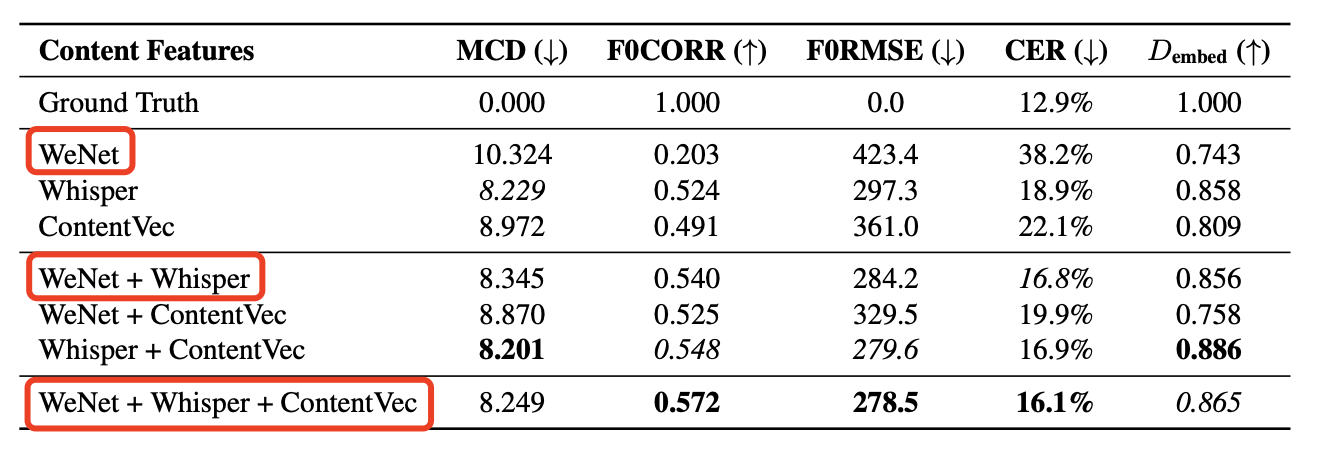 Content Features MCD (↓) F0CORR (↑) F0RMSE (↓) CER (↓) Dembed (↑)
Ground Truth 0.000 1.000 0.0 12.9% 1.000
WeNet 10.324 0.203 423.4 38.2% 0.743
Whisper 8.229 0.524 297.3 18.9% 0.858
ContentVec 8.972 0.491 361.0 22.1% 0.809
WeNet + Whisper 8.345 0.540 284.2 16.8% 0.856
WeNet + ContentVec 8.870 0.525 329.5 19.9% 0.758
Whisper + ContentVec 8.201 0.548 279.6 16.9% 0.886
WeNet + Whisper + ContentVec 8.249 0.572 278.5 16.1% 0.865